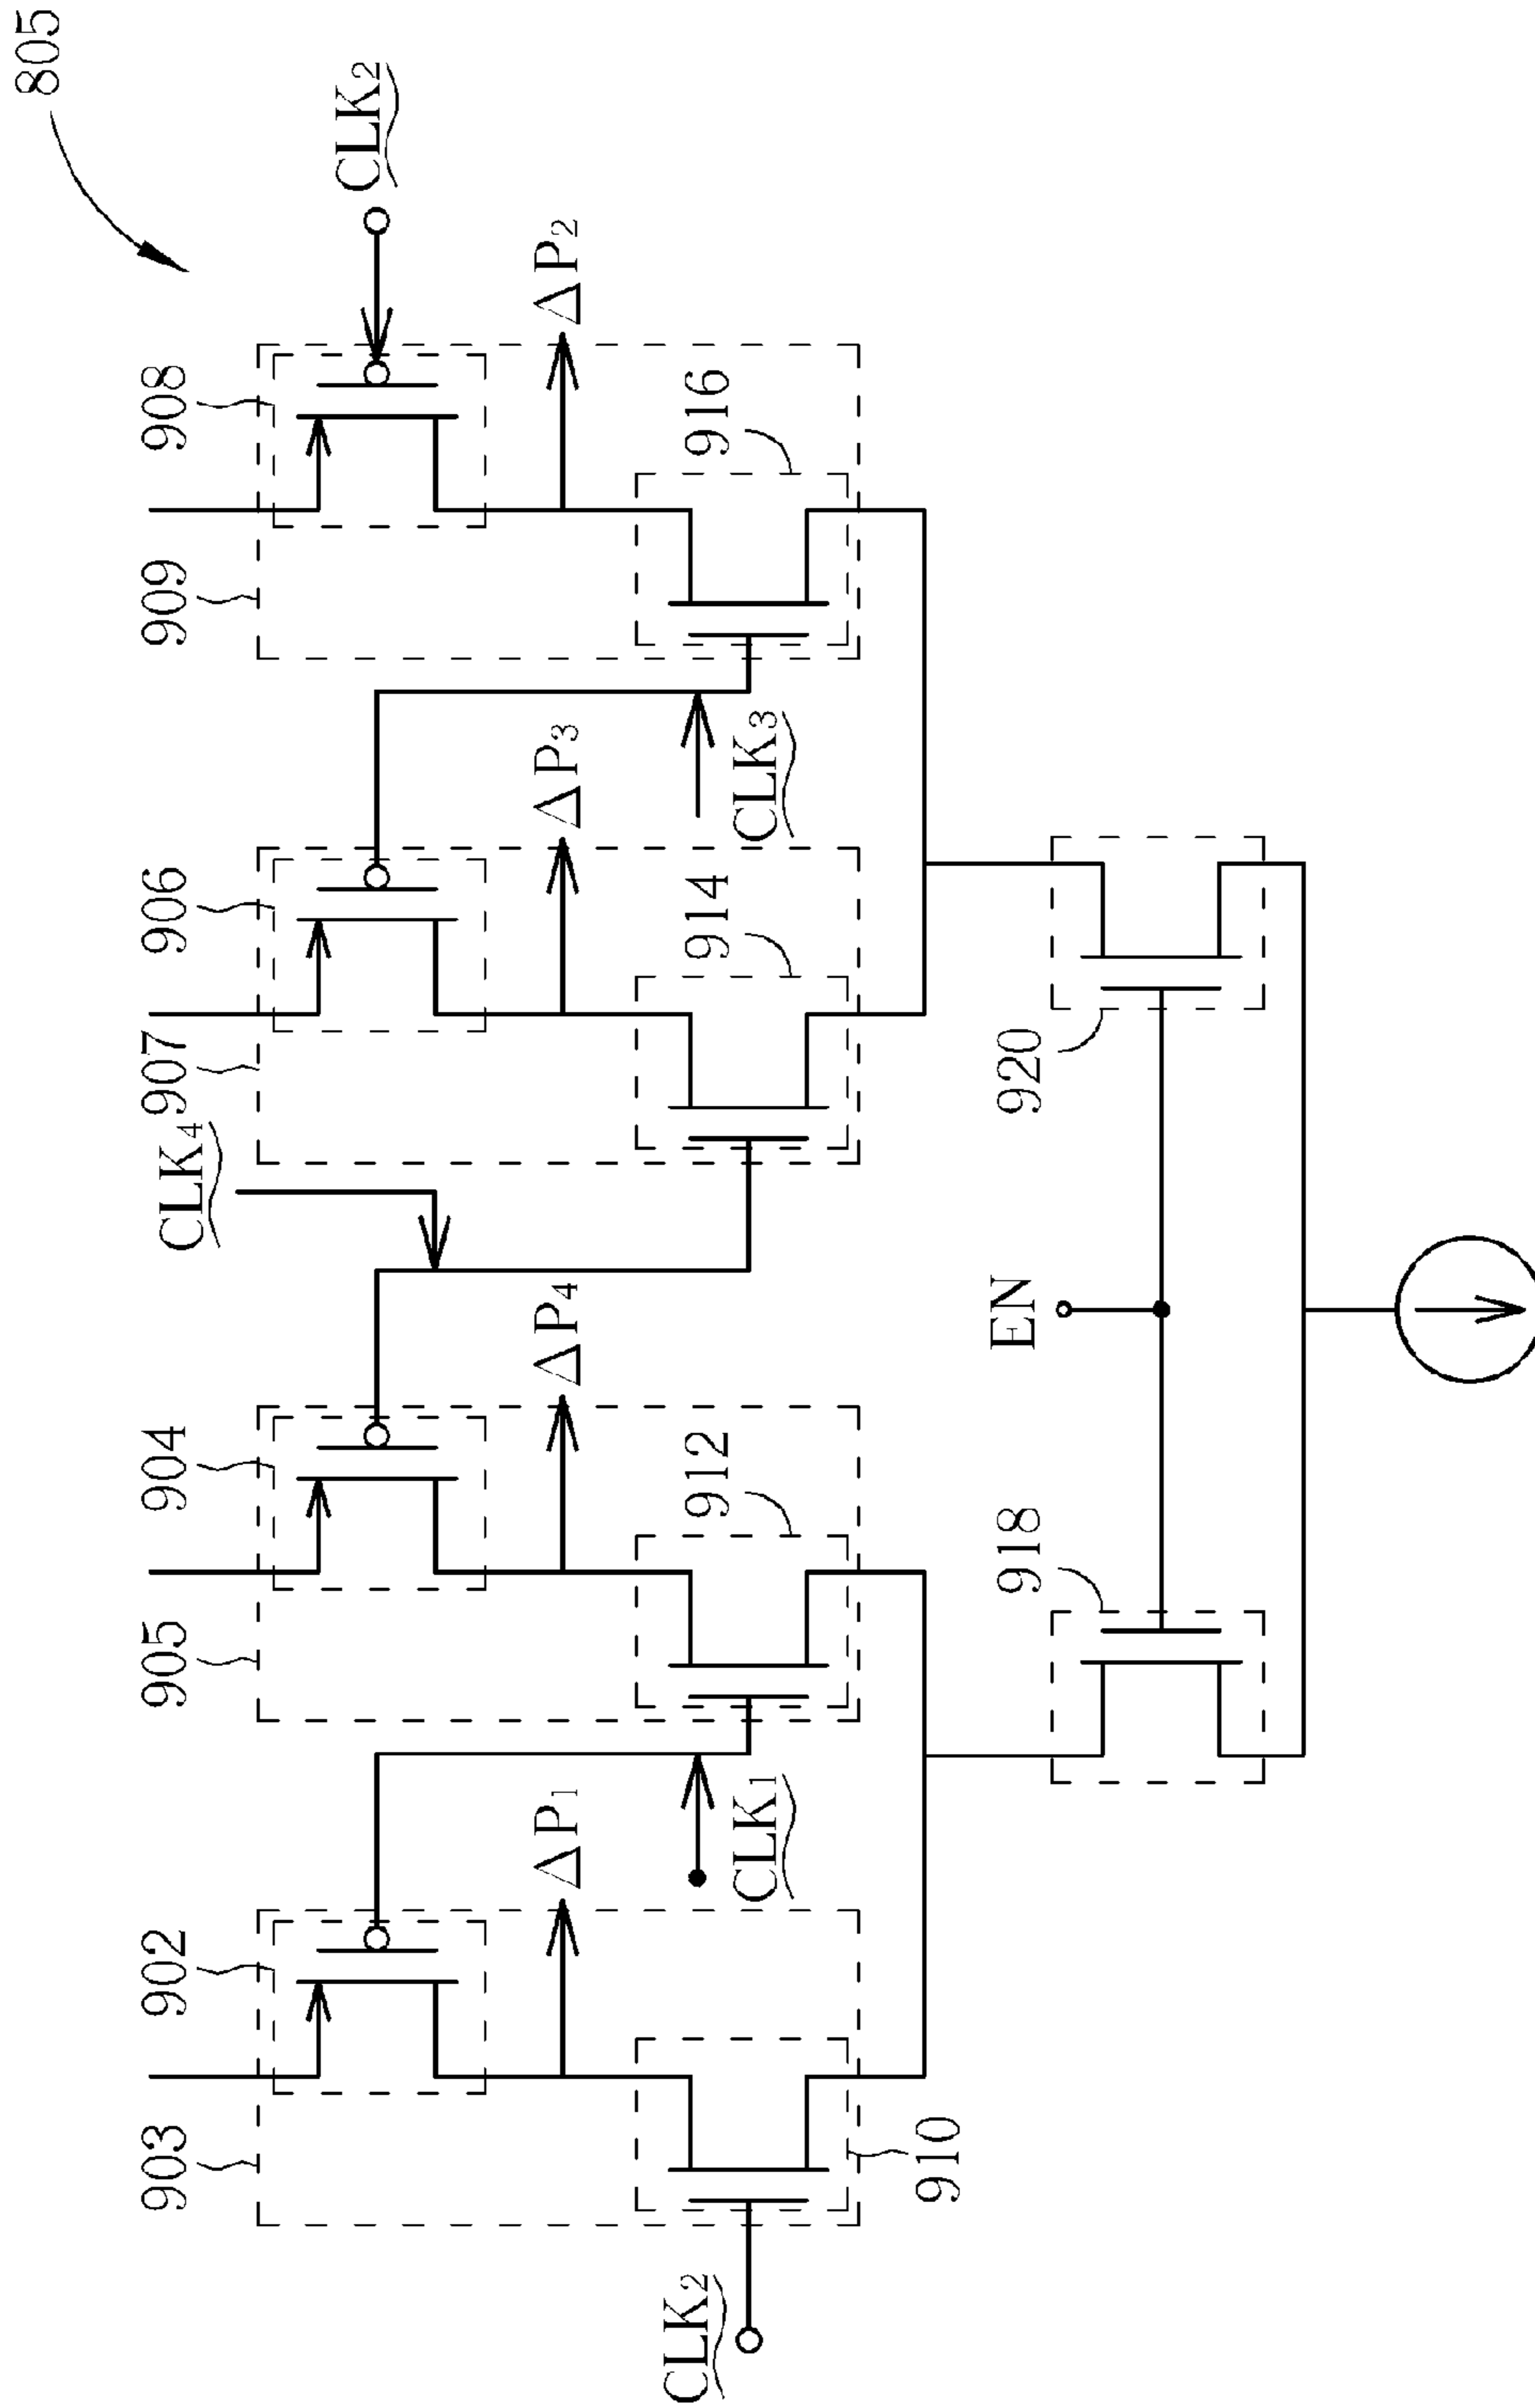 805
903
902
905
904
CLK₄
907
906
909
908
CLK₂
ΔP₁
ΔP₄
ΔP₃
ΔP₂
CLK₂
CLK₁
912
914
CLK₃
916
910
918
EN
920